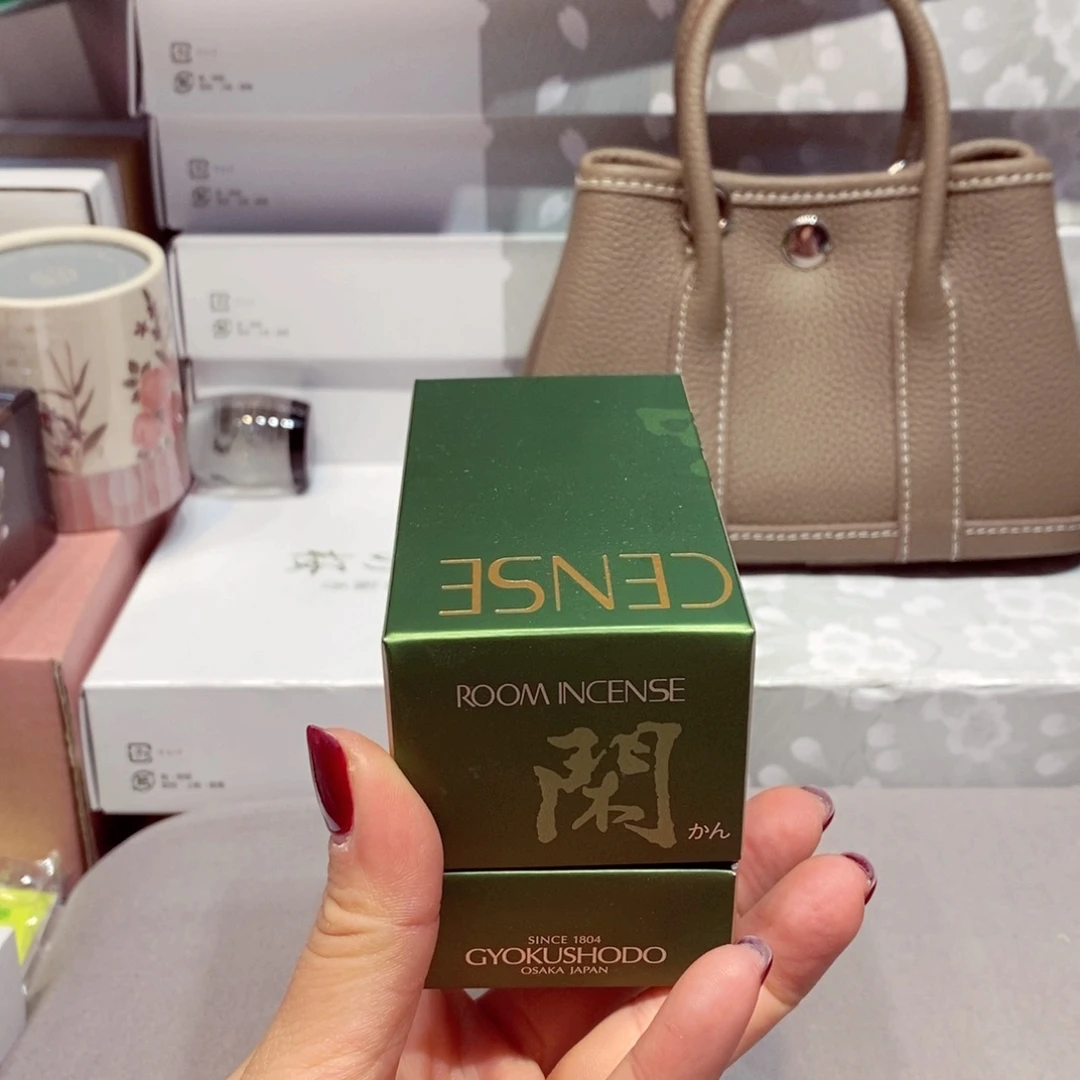 CENSE
ROOM INCENSE
閑
かん
SINCE 1804
GYOKUSHODO
OSAKA JAPAN